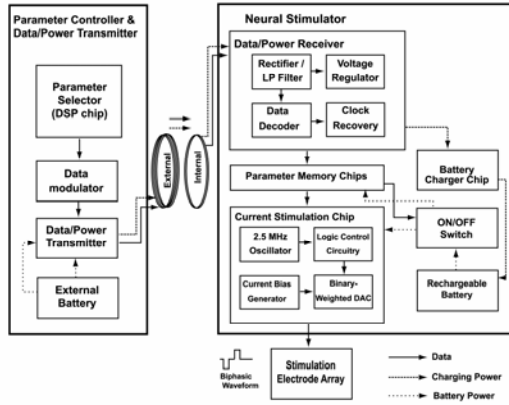 Parameter Controller &
Data/Power Transmitter
Parameter
Selector
(DSP chip)
Data
modulator
Data/Power
Transmitter
External
Battery
External
Internal
Neural Stimulator
Data/Power Receiver
Rectifier /
LP Filter
Voltage
Regulator
Data
Decoder
Clock
Recovery
Parameter Memory Chips
Battery
Charger Chip
Current Stimulation Chip
2.5 MHz
Oscillator
Logic Control
Circuitry
Current Bias
Generator
Binary-
Weighted DAC
ON/OFF
Switch
Rechargeable
Battery
Biphasic
Waveform
Stimulation
Electrode Array
Data
Charging Power
Battery Power